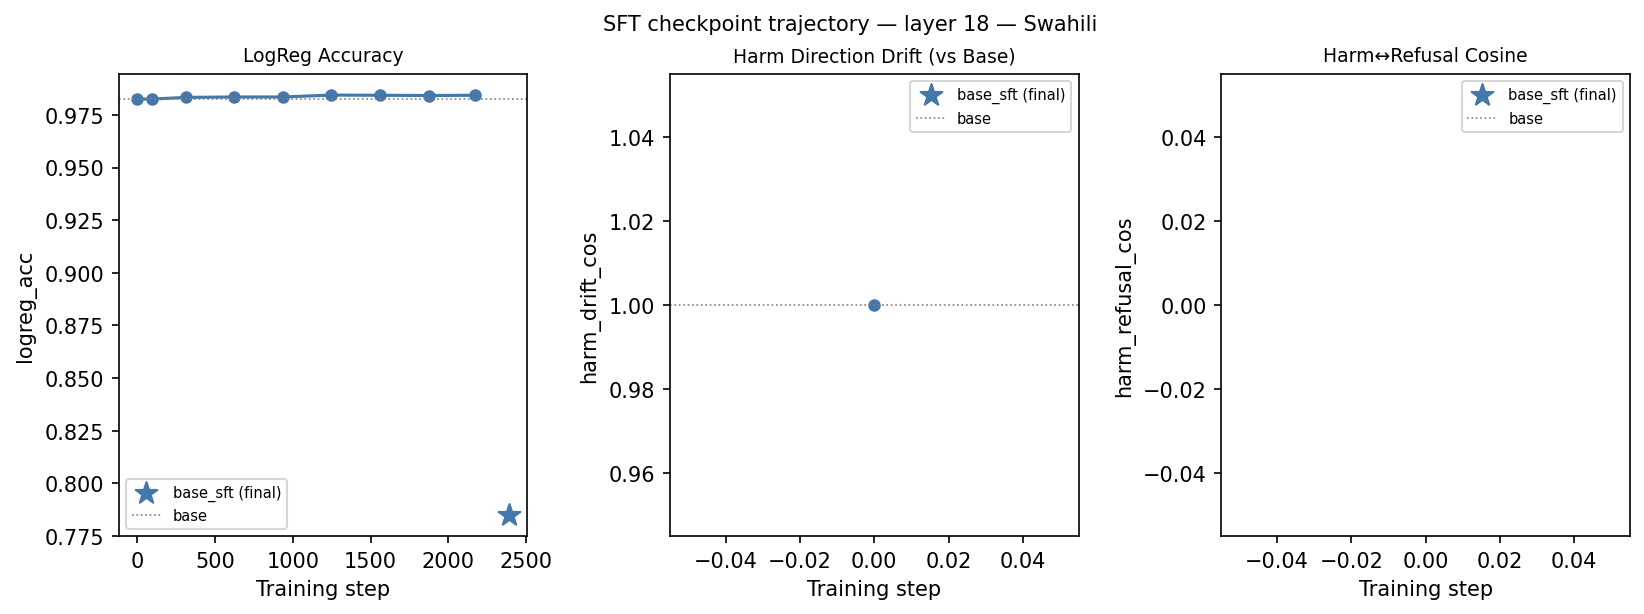 SFT checkpoint trajectory — layer 18 — Swahili
LogReg Accuracy
logreg_acc
0.975
0.950
0.925
0.900
0.875
0.850
0.825
0.800
0.775
base_sft (final)
base
0
500
1000
1500
2000
2500
Training step
Harm Direction Drift (vs Base)
harm_drift_cos
1.04
1.02
1.00
0.98
0.96
base_sft (final)
base
−0.04
−0.02
0.00
0.02
0.04
Training step
Harm↔Refusal Cosine
harm_refusal_cos
0.04
0.02
0.00
−0.02
−0.04
base_sft (final)
base
−0.04
−0.02
0.00
0.02
0.04
Training step